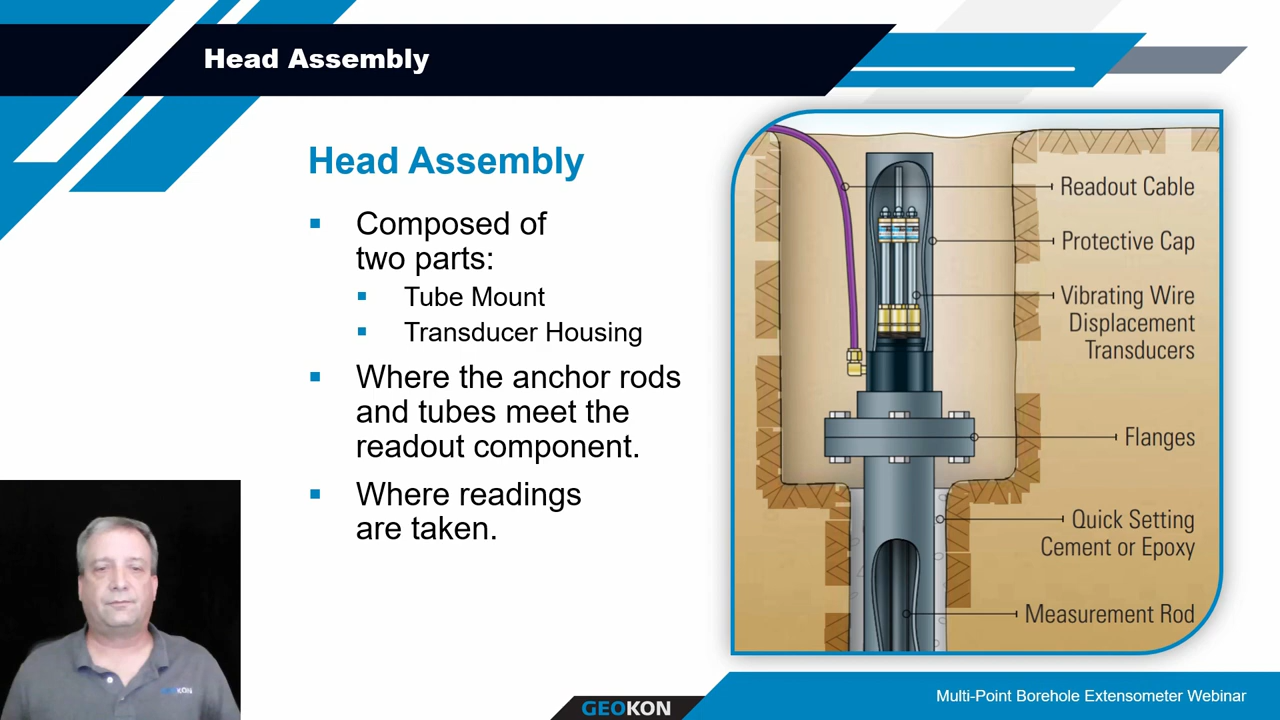 Head Assembly
Head Assembly
Composed of
two parts:
Tube Mount
Transducer Housing
Where the anchor rods
and tubes meet the
readout component.
Where readings
are taken.
Readout Cable
Protective Cap
Vibrating Wire
Displacement
Transducers
Flanges
Quick Setting
Cement or Epoxy
Measurement Rod
GEOKON
GEOKON
Multi-Point Borehole Extensometer Webinar